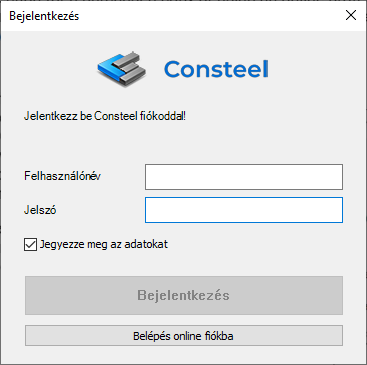 Bejelentkezés
Consteel
Jelentkezz be Consteel fiókoddal!
Felhasználónév
Jelszó
Jegyezze meg az adatokat
Bejelentkezés
Belépés online fiókba